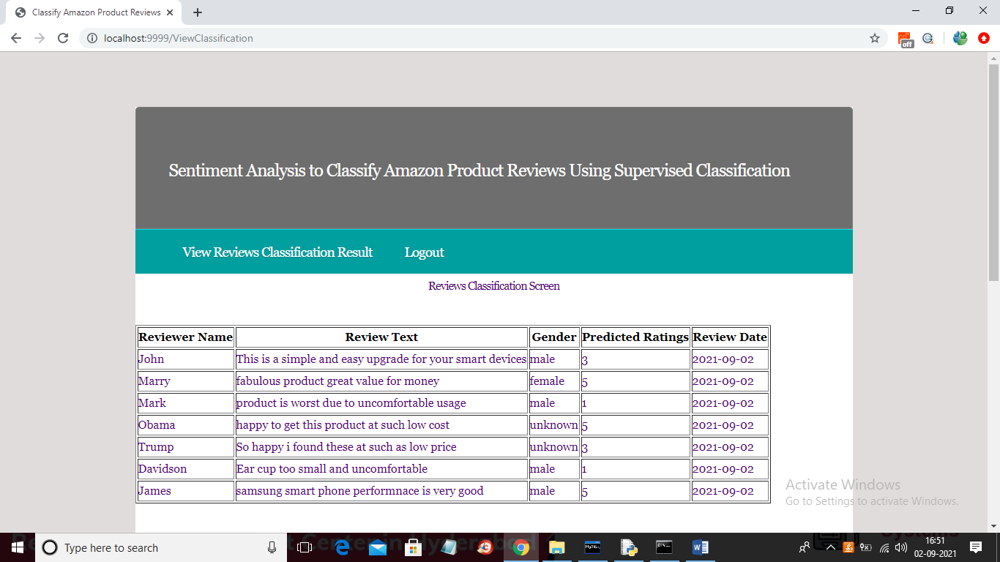 Classify Amazon Product Reviews
localhost:9999/ViewClassification
off
Sentiment Analysis to Classify Amazon Product Reviews Using Supervised Classification
View Reviews Classification Result Logout
Reviews Classification Screen
Reviewer Name Review Text Gender Predicted Ratings Review Date
John This is a simple and easy upgrade for your smart devices male 3 2021-09-02
Marry fabulous product great value for money female 5 2021-09-02
Mark product is worst due to uncomfortable usage male 1 2021-09-02
Obama happy to get this product at such low cost unknown 5 2021-09-02
Trump So happy i found these at such as low price unknown 3 2021-09-02
Davidson Ear cup too small and uncomfortable male 1 2021-09-02
James samsung smart phone performnace is very good male 5 2021-09-02
Activate Windows
Go to Settings to activate Windows.
Type here to search
16:51
02-09-2021